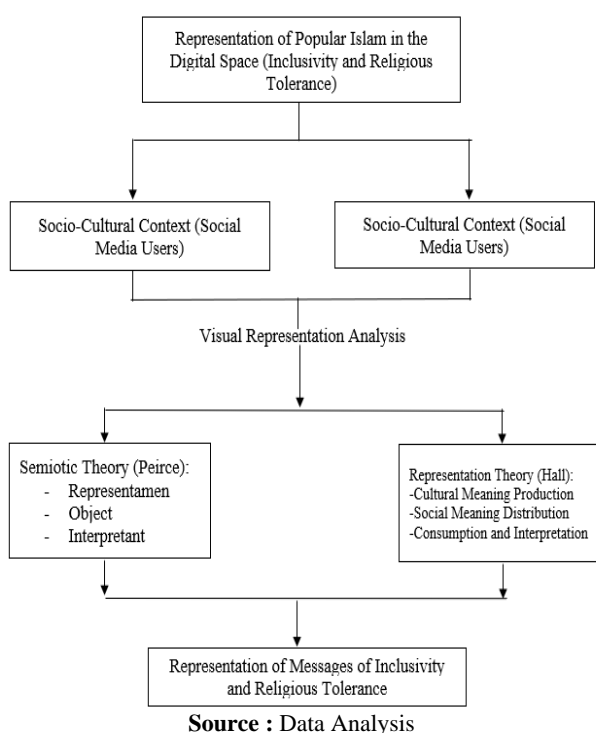 Representation of Popular Islam in the
Digital Space (Inclusivity and Religious
Tolerance)
Socio-Cultural Context (Social
Media Users)
Socio-Cultural Context (Social
Media Users)
Visual Representation Analysis
Semiotic Theory (Peirce):
- Representamen
- Object
- Interpretant
Representation Theory (Hall):
-Cultural Meaning Production
-Social Meaning Distribution
-Consumption and Interpretation
Representation of Messages of Inclusivity
and Religious Tolerance
Source : Data Analysis